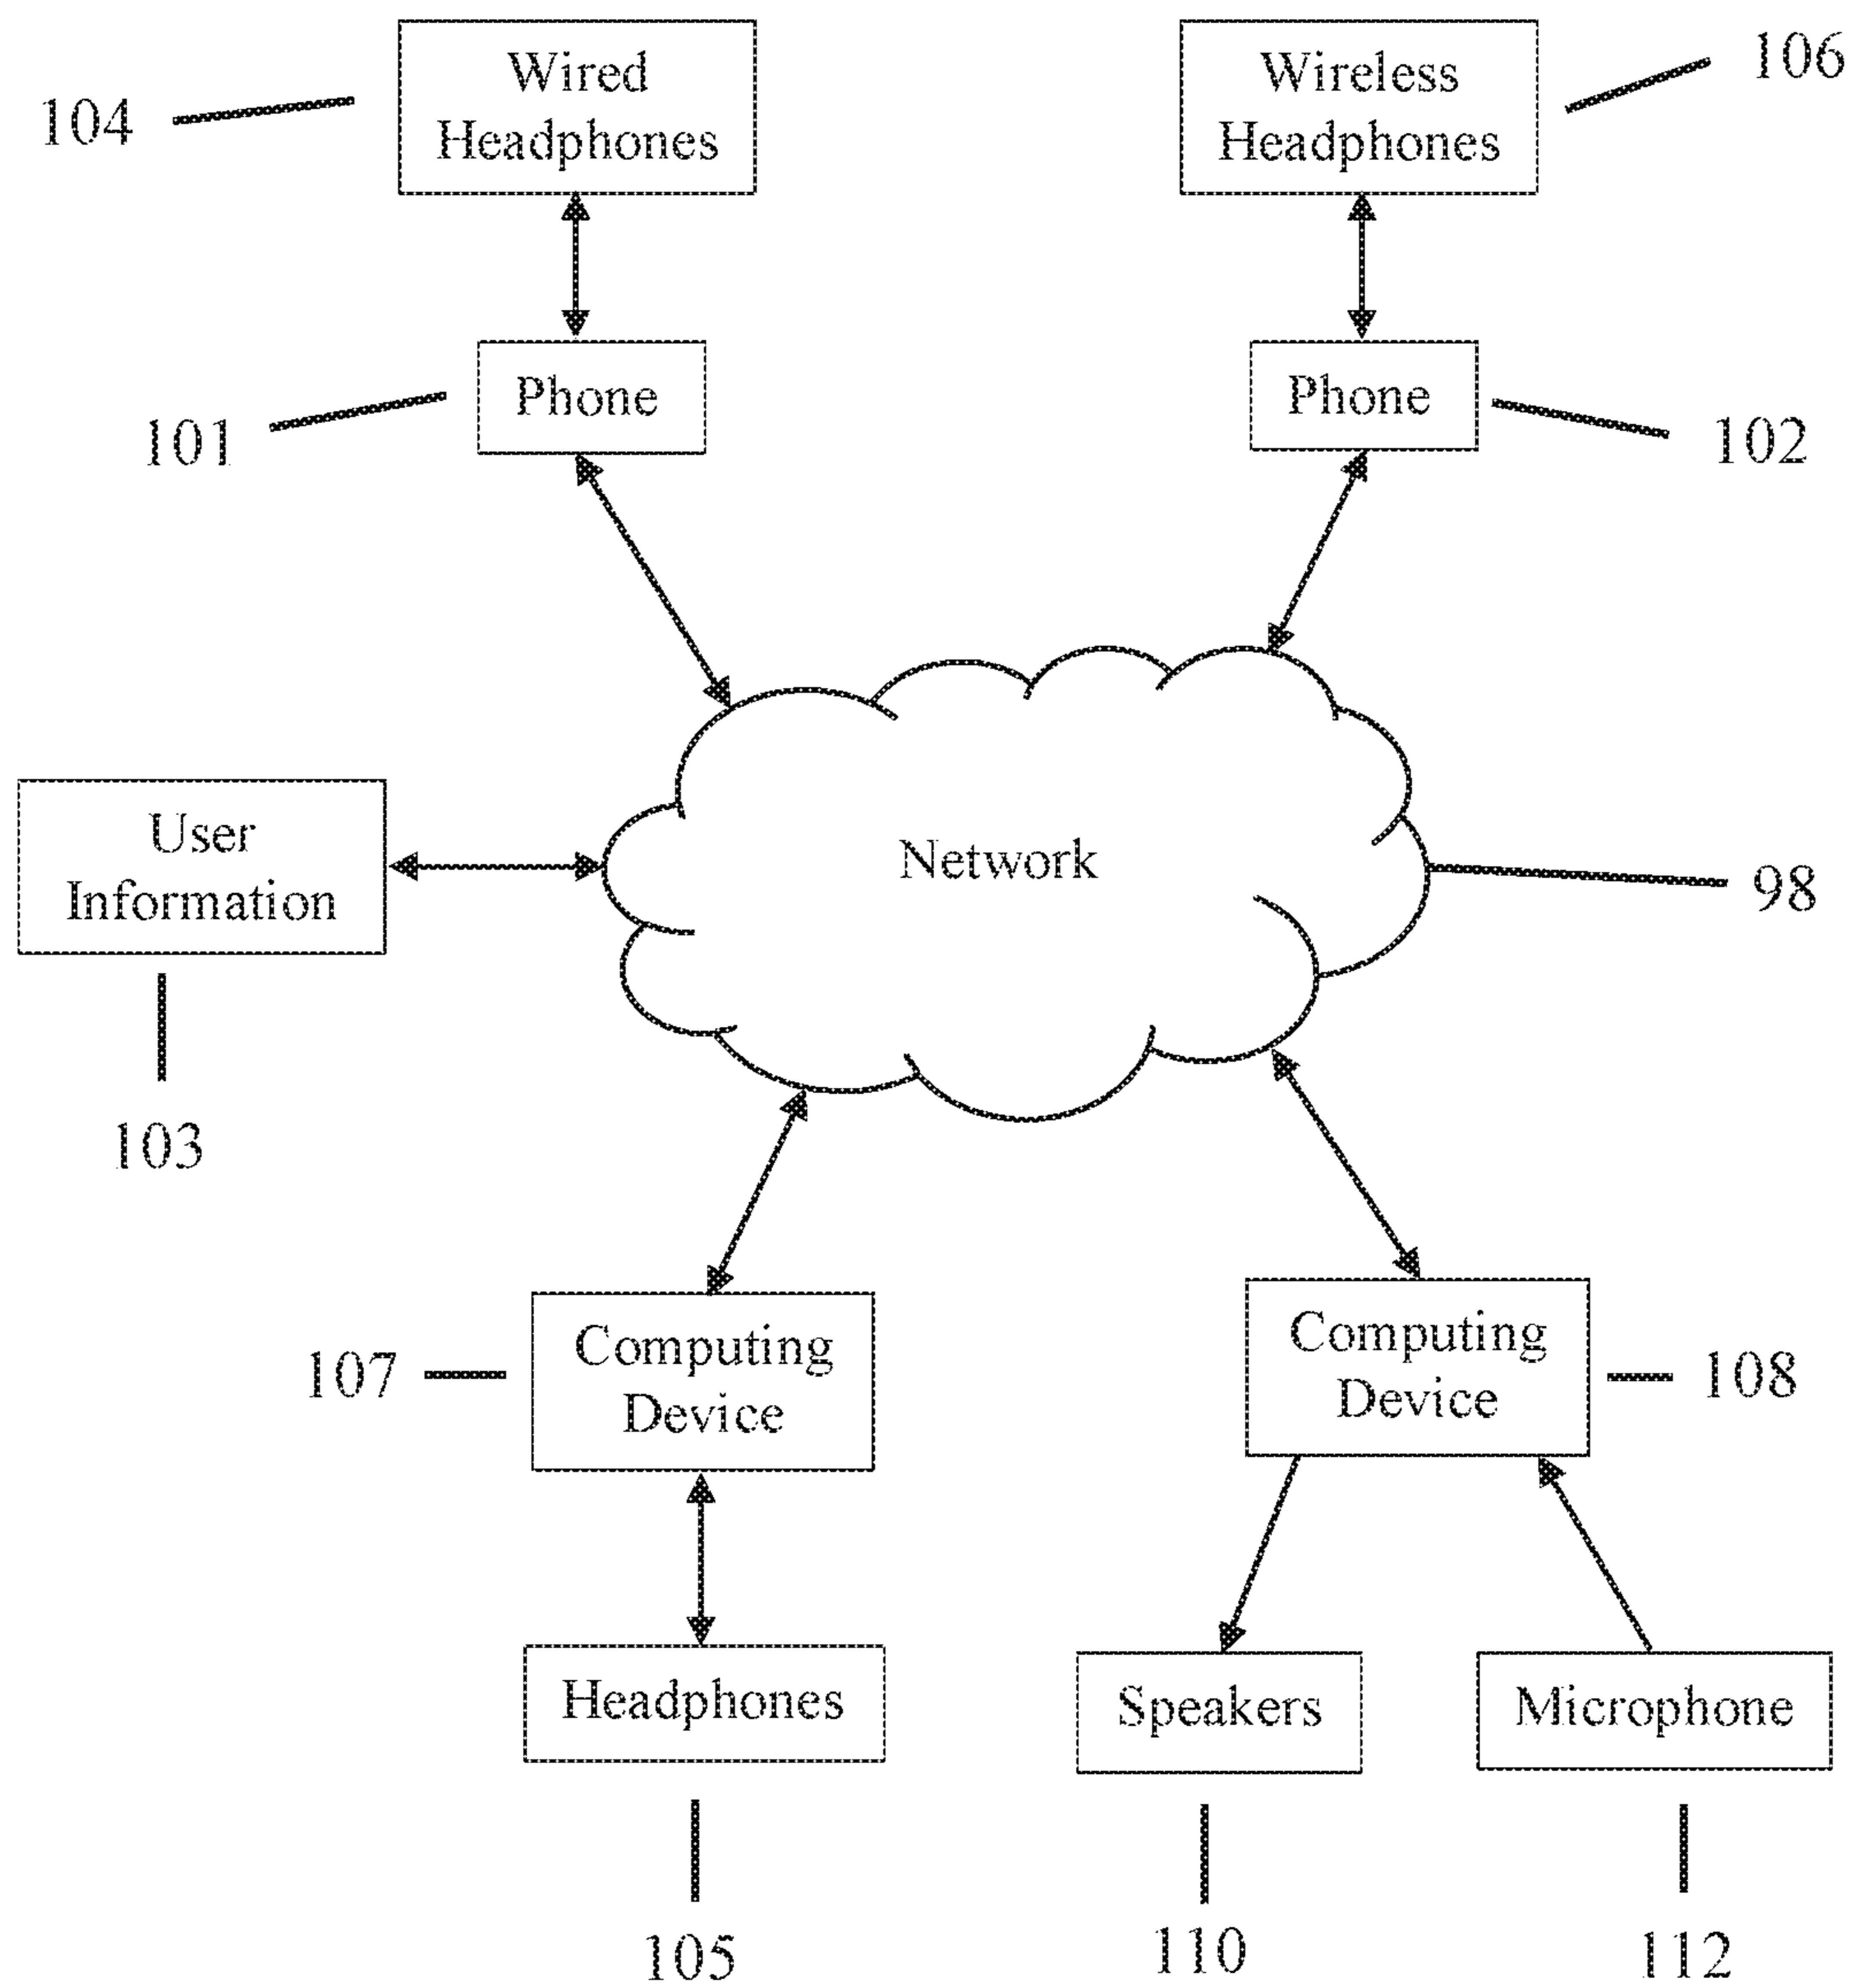 Wired
Headphones
104
Wireless
Headphones
106
Phone
101
Phone
102
User
Information
103
Network
98
Computing
Device
107
Computing
Device
108
Headphones
105
Speakers
110
Microphone
112